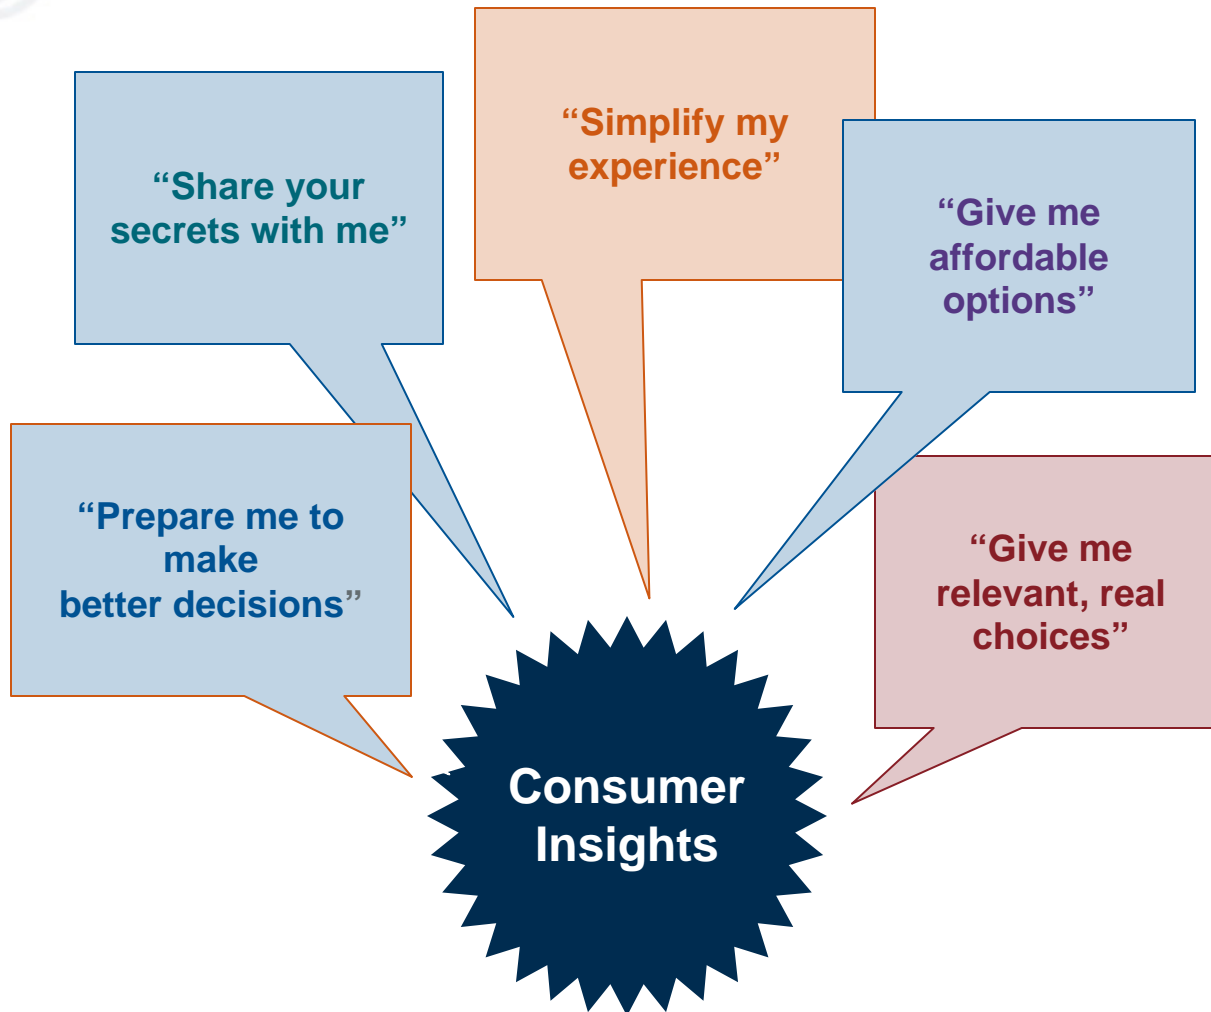 “Simplify my
experience”
“Share your
secrets with me”
“Give me
affordable
options”
“Prepare me to
make
better decisions”
“Give me
relevant, real
choices”
Consumer
Insights